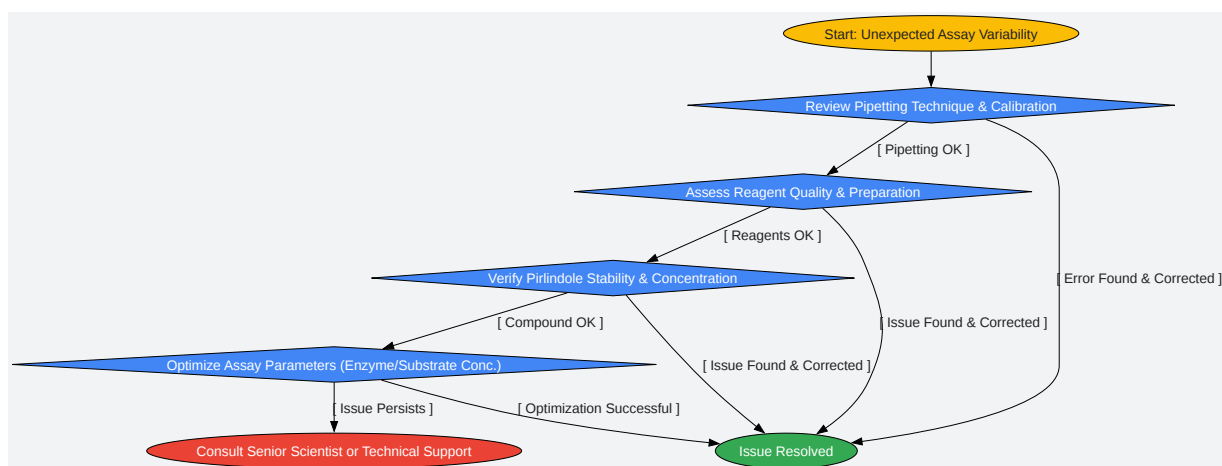 Start: Unexpected Assay Variability
Review Pipetting Technique & Calibration
[ Pipetting OK ]
Assess Reagent Quality & Preparation
[ Reagents OK ]
Verify Pirlindole Stability & Concentration
[ Error Found & Corrected ]
[ Compound OK ]
[ Issue Found & Corrected ]
Optimize Assay Parameters (Enzyme/Substrate Conc.)
[ Issue Found & Corrected ]
[ Issue Persists ]
[ Optimization Successful ]
Consult Senior Scientist or Technical Support
Issue Resolved